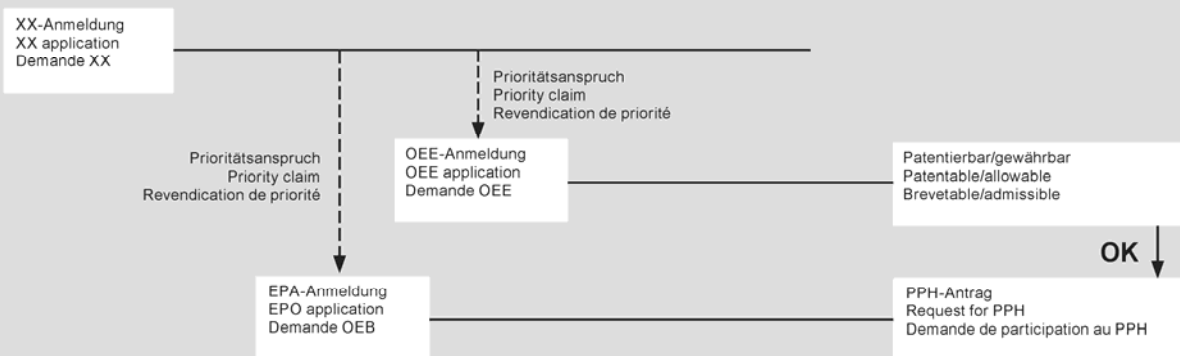 XX-Anmeldung
XX application
Demande XX
Prioritätsanspruch
Priority claim
Revendication de priorité
Prioritätsanspruch
Priority claim
Revendication de priorité
OEE-Anmeldung
OEE application
Demande OEE
Patentierbar/gewährbar
Patentable/allowable
Brevetable/admissible
OK
EPA-Anmeldung
EPO application
Demande OEB
PPH-Antrag
Request for PPH
Demande de participation au PPH